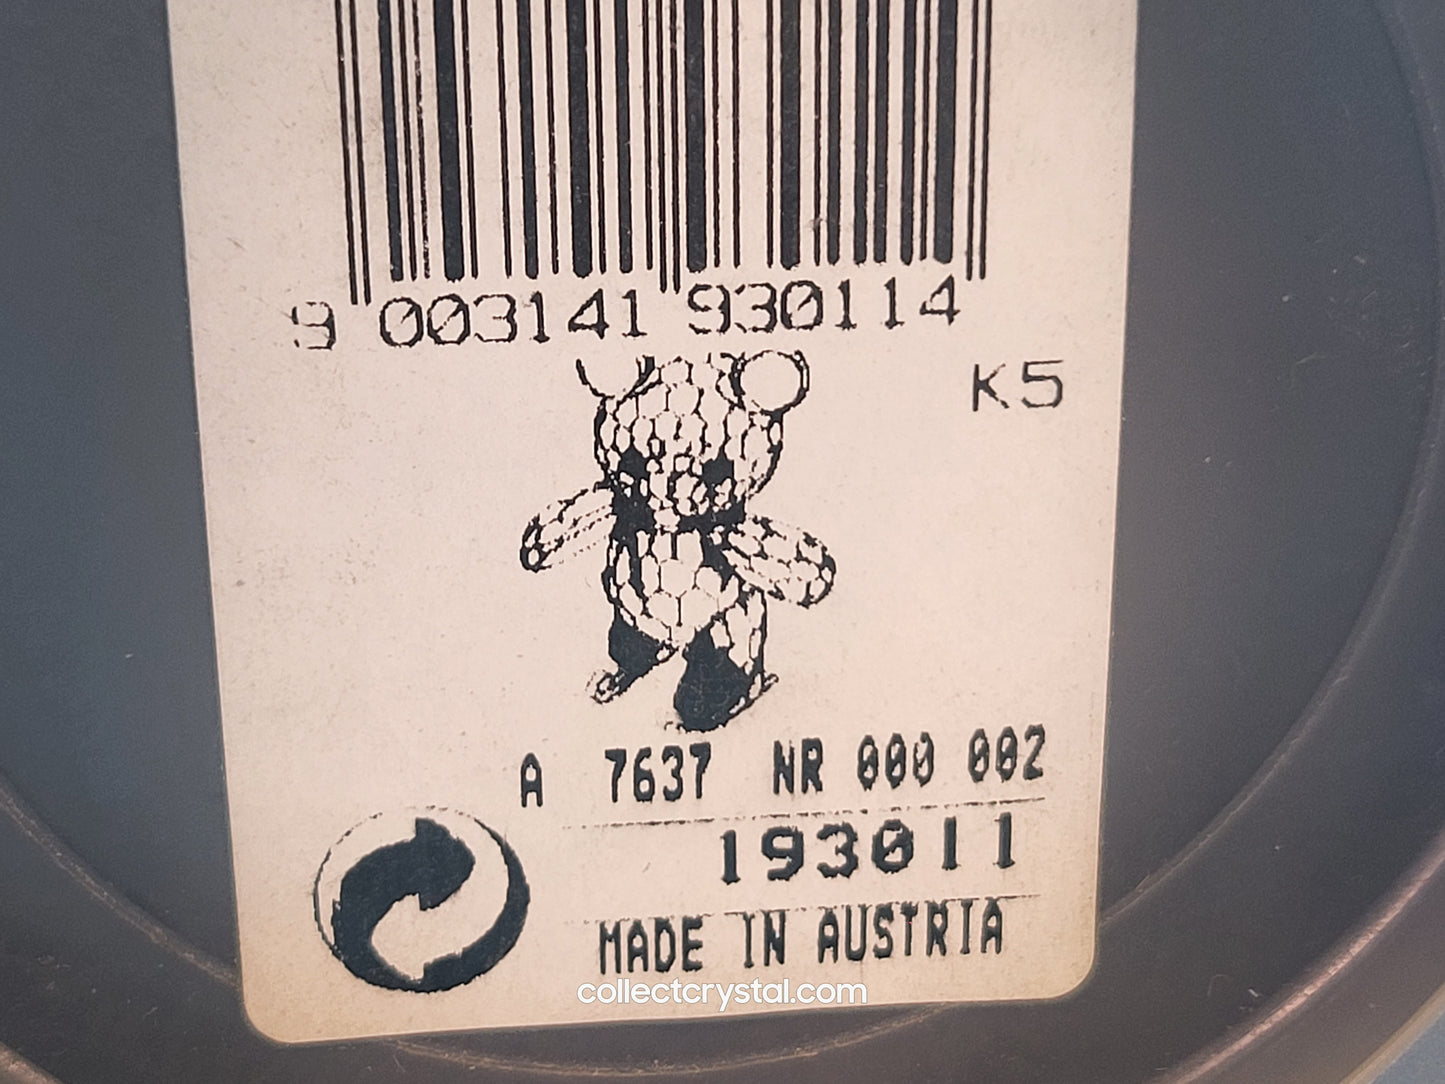 9 003141 930114
K5
A 7637 NR 000 002
193011
MADE IN AUSTRIA
collectcrystal.com